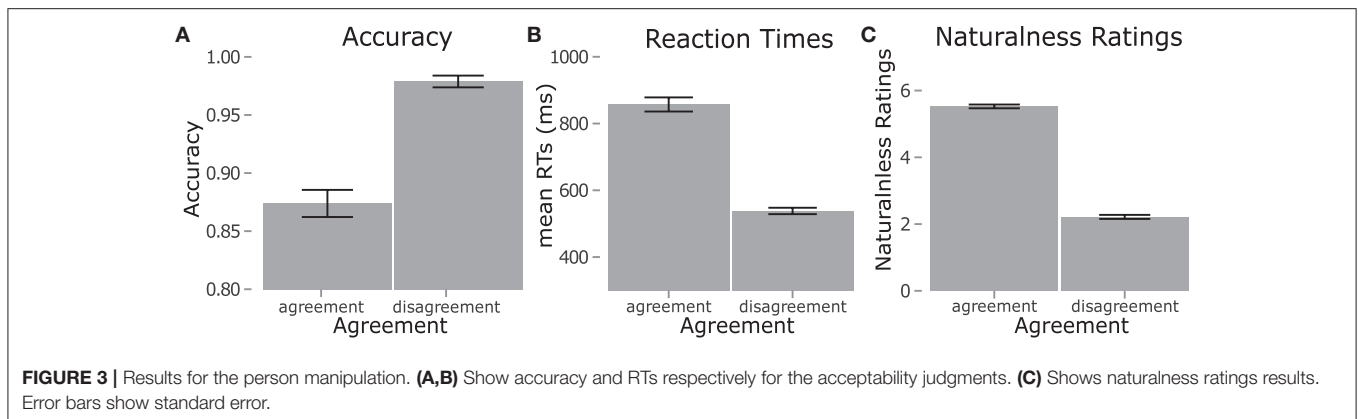 A Accuracy
1.00
0.95
0.90
0.85
0.80
Accuracy
agreement disagreement
Agreement
B Reaction Times
1000
800
600
400
mean RTs (ms)
agreement disagreement
Agreement
C Naturalness Ratings
6
4
2
0
Naturalnless Ratings
agreement disagreement
Agreement
FIGURE 3 | Results for the person manipulation. (A,B) Show accuracy and RTs respectively for the acceptability judgments. (C) Shows naturalness ratings results.
Error bars show standard error.